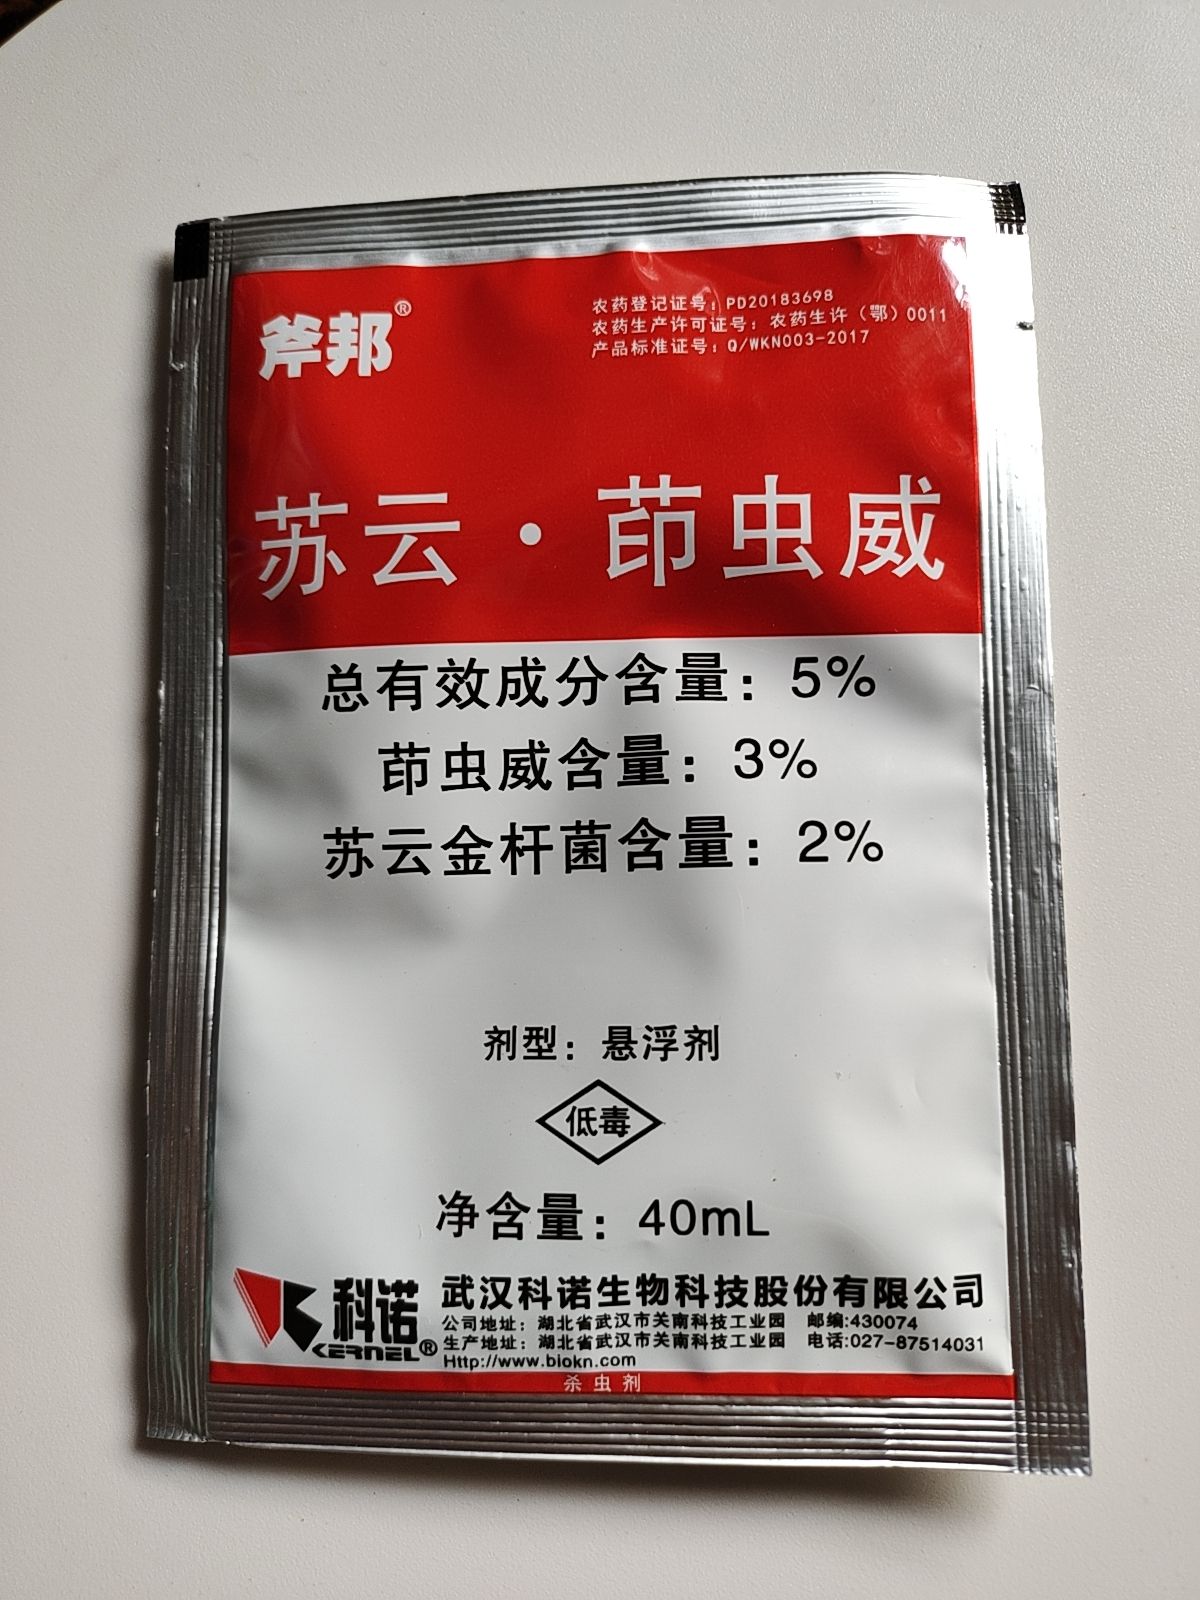 斧邦®
农药登记证号：PD20183698
农药生产许可证号：农药生许（鄂）0011
产品标准证号：Q/WKN003-2017
苏云·茚虫威
总有效成分含量：5%
茚虫威含量：3%
苏云金杆菌含量：2%
剂型：悬浮剂
低毒
净含量：40mL
科诺
KERNEL®
武汉科诺生物科技股份有限公司
公司地址：湖北省武汉市关南科技工业园 邮编:430074
生产地址：湖北省武汉市关南科技工业园 电话:027-87514031
Http://www.biokn.com
杀虫剂